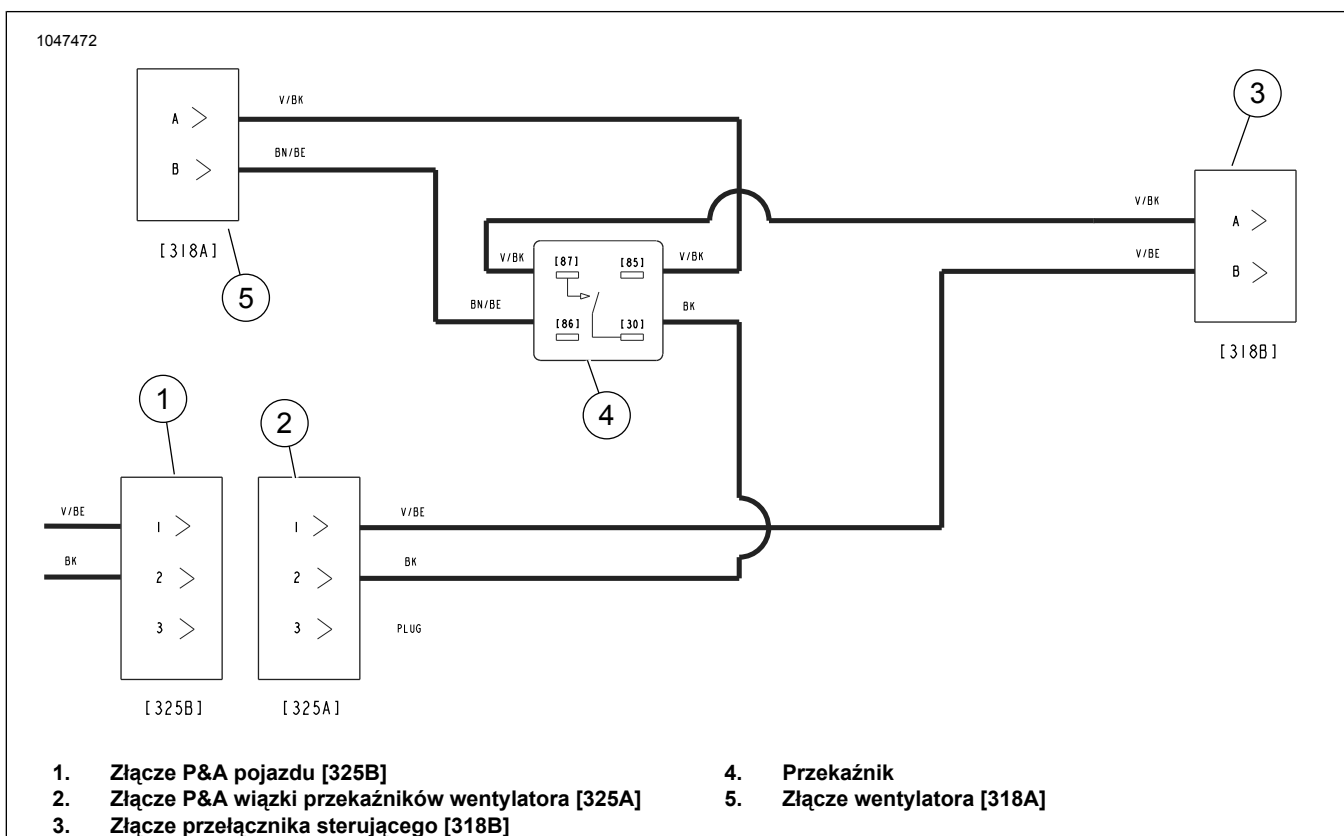 1047472
V/BK
A >
BN/BE
B >
[318A]
5
3
V/BK
A >
V/BE
B >
[318B]
V/BK
[87]
[85]
V/BK
BN/BE
[86]
[30]
BK
4
1
2
V/BE
1 >
BK
2 >
3 >
[325B]
1 >
V/BE
2 >
BK
3 >
PLUG
[325A]
1. Złącze P&A pojazdu [325B]
2. Złącze P&A wiązki przekaźników wentylatora [325A]
3. Złącze przełącznika sterującego [318B]
4. Przekaźnik
5. Złącze wentylatora [318A]